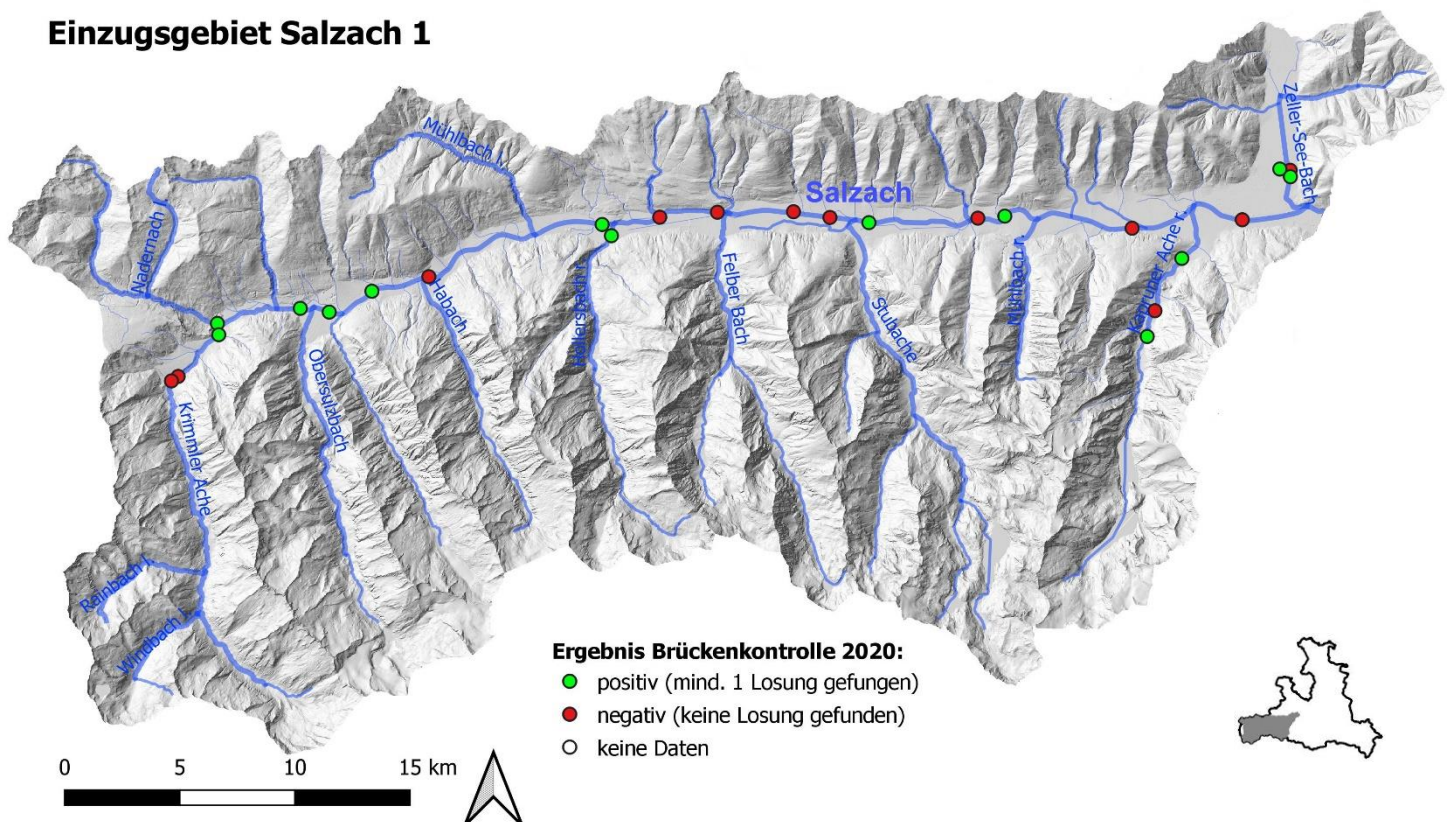 Einzugsgebiet Salzach 1
Zeller-See-Bach
Mühlbach l.
Salzach
Nadernach l.
Habach
Hollersbach r.
Felber Bach
Stubache
Mühlbach r.
Kapruner Ache r.
Obersulzbach
Krimmler Ache
Rainbach l.
Windbach l.
Ergebnis Brückenkontrolle 2020:
positiv (mind. 1 Losung gefungen)
negativ (keine Losung gefunden)
keine Daten
0 5 10 15 km